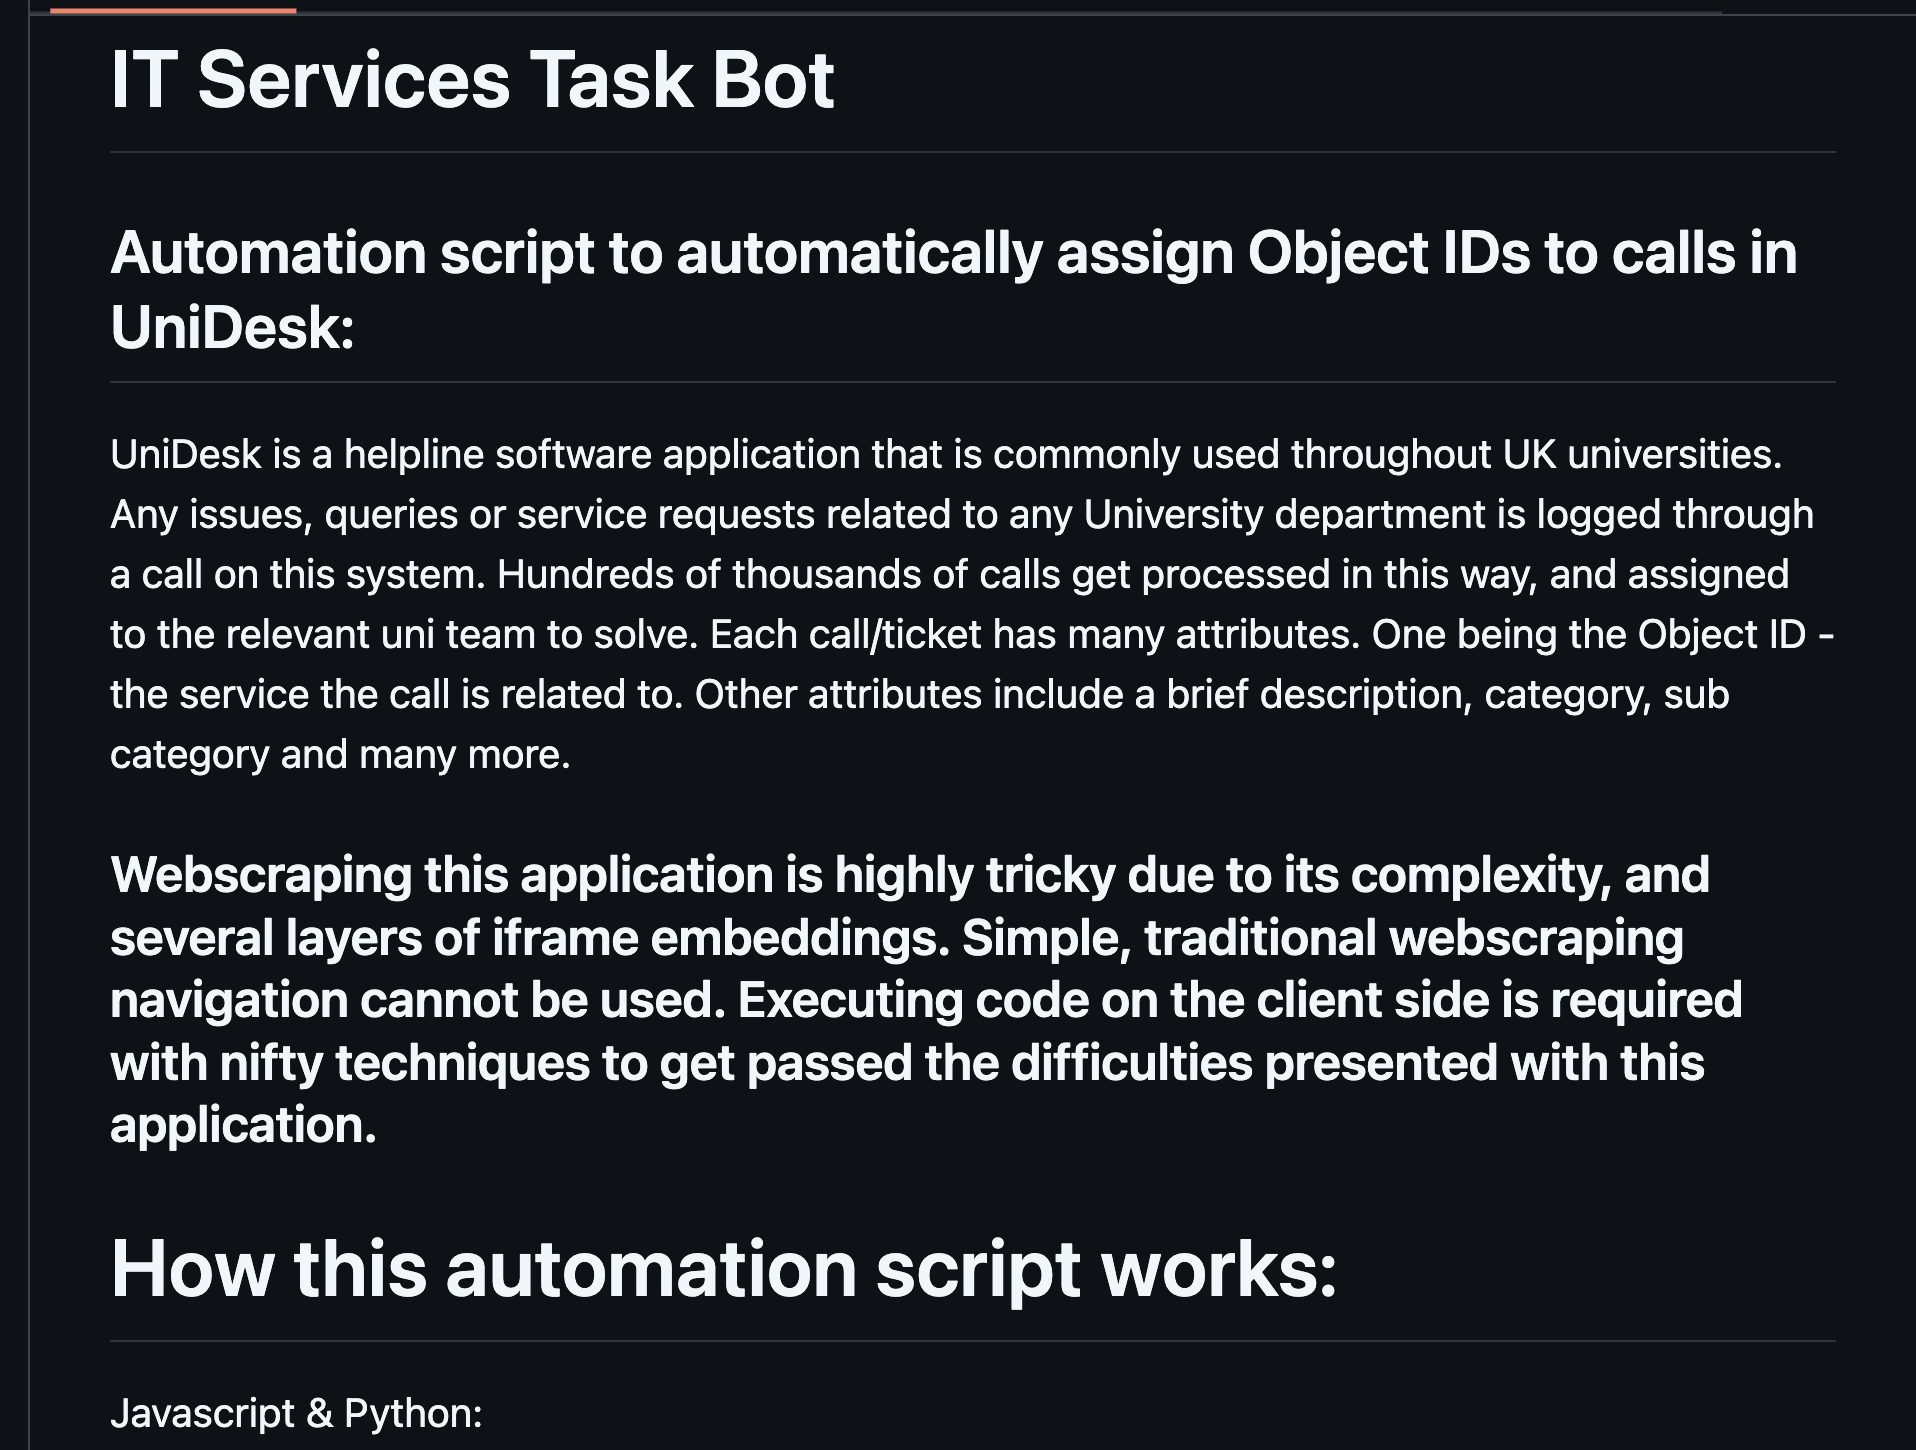 IT Services Task Bot
Automation script to automatically assign Object IDs to calls in
UniDesk:
UniDesk is a helpline software application that is commonly used throughout UK universities.
Any issues, queries or service requests related to any University department is logged through
a call on this system. Hundreds of thousands of calls get processed in this way, and assigned
to the relevant uni team to solve. Each call/ticket has many attributes. One being the Object ID -
the service the call is related to. Other attributes include a brief description, category, sub
category and many more.
Webscraping this application is highly tricky due to its complexity, and
several layers of iframe embeddings. Simple, traditional webscraping
navigation cannot be used. Executing code on the client side is required
with nifty techniques to get passed the difficulties presented with this
application.
How this automation script works:
Javascript & Python: